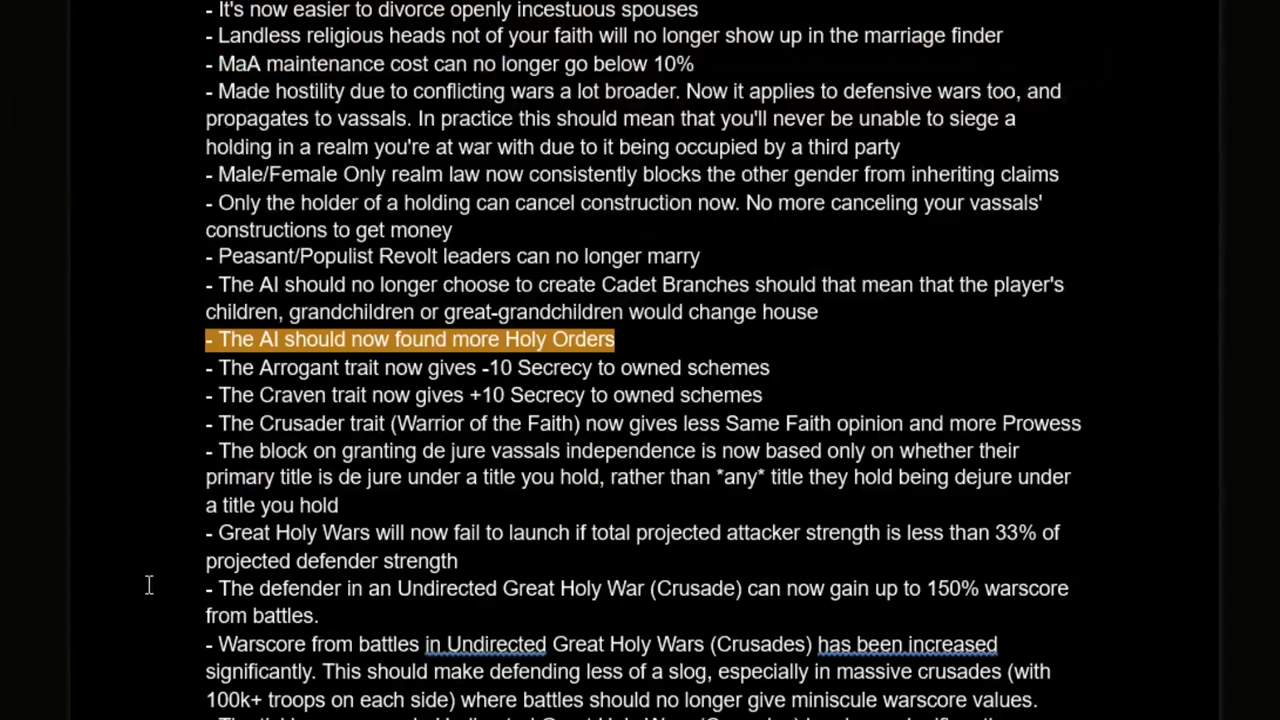 - It's now easier to divorce openly incestuous spouses
- Landless religious heads not of your faith will no longer show up in the marriage finder
- MaA maintenance cost can no longer go below 10%
- Made hostility due to conflicting wars a lot broader. Now it applies to defensive wars too, and
propagates to vassals. In practice this should mean that you'll never be unable to siege a
holding in a realm you're at war with due to it being occupied by a third party
- Male/Female Only realm law now consistently blocks the other gender from inheriting claims
- Only the holder of a holding can cancel construction now. No more canceling your vassals'
constructions to get money
- Peasant/Populist Revolt leaders can no longer marry
- The AI should no longer choose to create Cadet Branches should that mean that the player's
children, grandchildren or great-grandchildren would change house
- The AI should now found more Holy Orders
- The Arrogant trait now gives -10 Secrecy to owned schemes
- The Craven trait now gives +10 Secrecy to owned schemes
- The Crusader trait (Warrior of the Faith) now gives less Same Faith opinion and more Prowess
- The block on granting de jure vassals independence is now based only on whether their
primary title is de jure under a title you hold, rather than *any* title they hold being dejure under
a title you hold
- Great Holy Wars will now fail to launch if total projected attacker strength is less than 33% of
projected defender strength
- The defender in an Undirected Great Holy War (Crusade) can now gain up to 150% warscore
from battles.
- Warscore from battles in Undirected Great Holy Wars (Crusades) has been increased
significantly. This should make defending less of a slog, especially in massive crusades (with
100k+ troops on each side) where battles should no longer give miniscule warscore values.